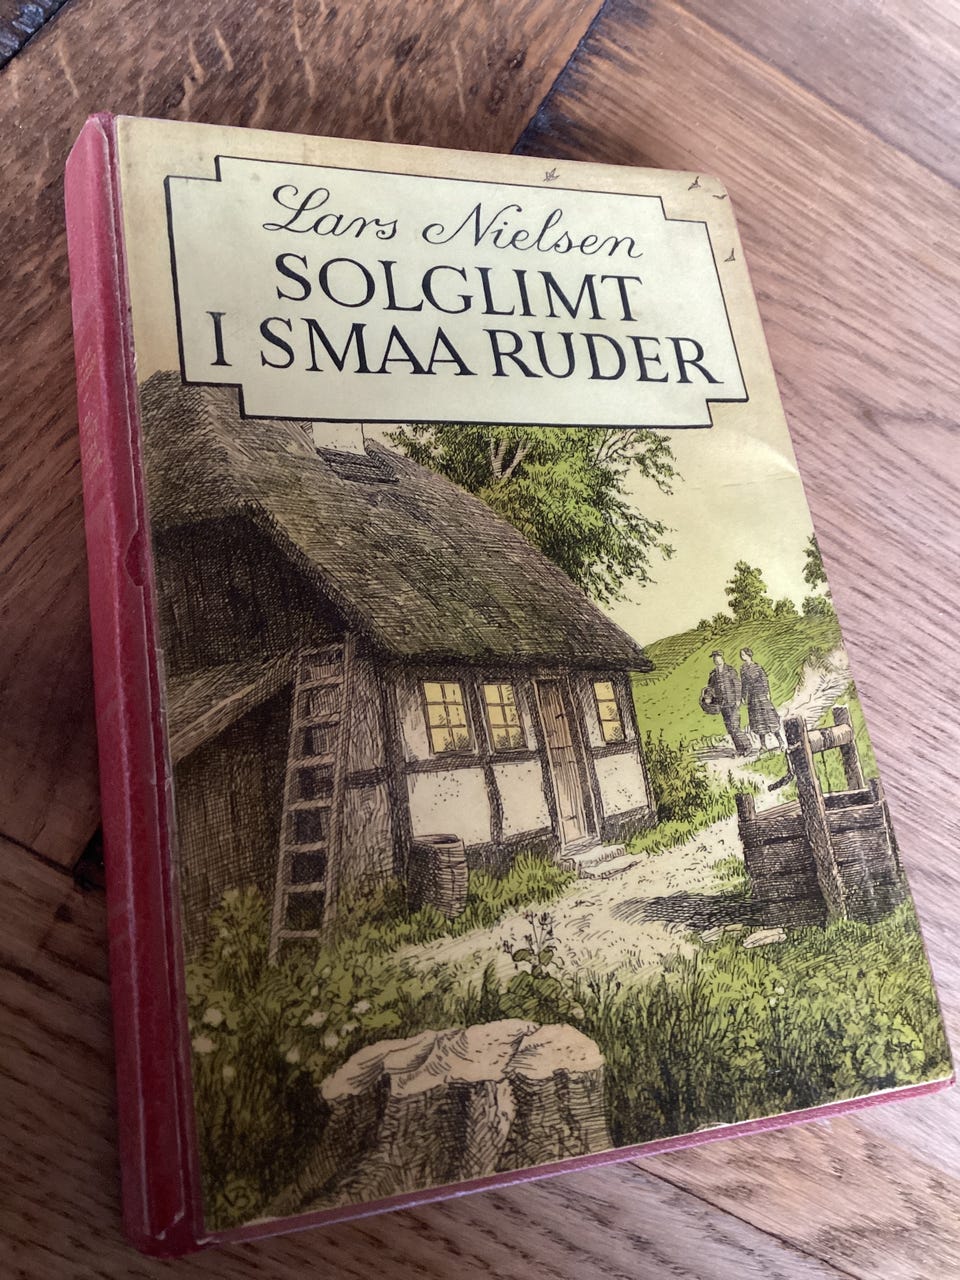 Lars Nielsen
SOLGLIMT
I SMAA RUDER